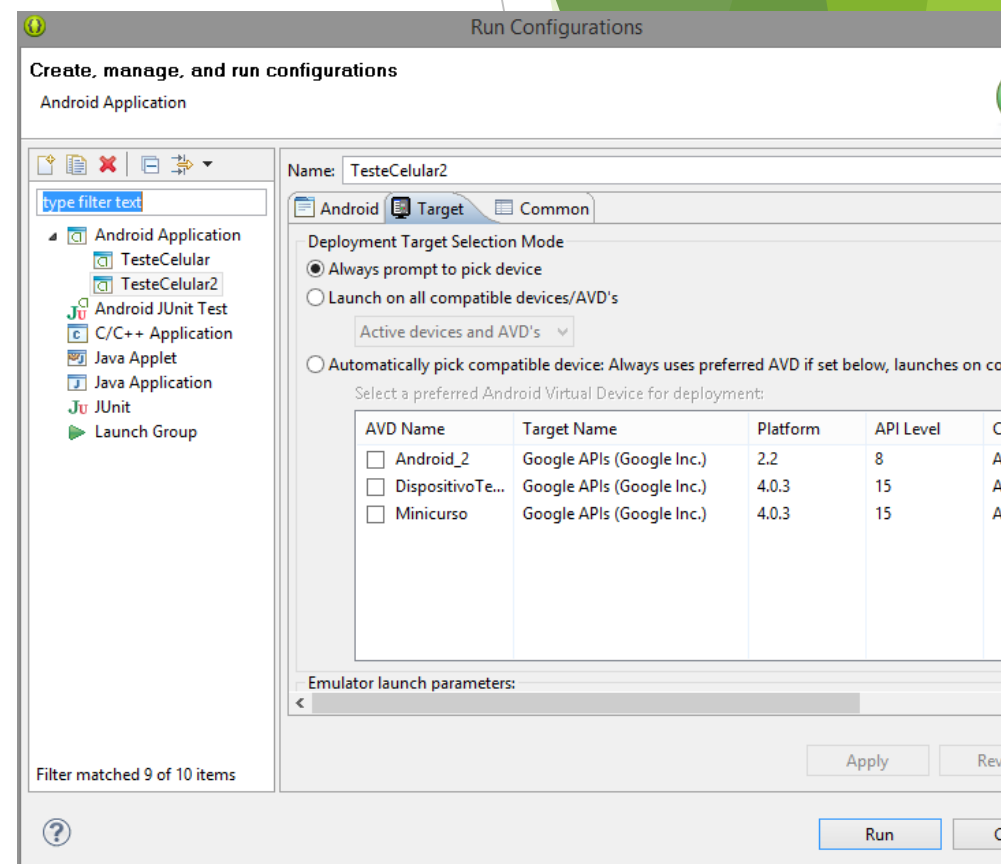 Run Configurations
Create, manage, and run configurations
Android Application
type filter text
Android Application
TesteCelular
TesteCelular2
Android JUnit Test
C/C++ Application
Java Applet
Java Application
JUnit
Launch Group
Filter matched 9 of 10 items
Name: TesteCelular2
Android Target Common
Deployment Target Selection Mode
Always prompt to pick device
Launch on all compatible devices/AVD's
Active devices and AVD's
Automatically pick compatible device: Always uses preferred AVD if set below, launches on co
Select a preferred Android Virtual Device for deployment:
AVD Name Target Name Platform API Level C
Android_2 Google APIs (Google Inc.) 2.2 8 A
DispositivoTe... Google APIs (Google Inc.) 4.0.3 15 A
Minicurso Google APIs (Google Inc.) 4.0.3 15 A
Emulator launch parameters:
Apply Rev
Run C